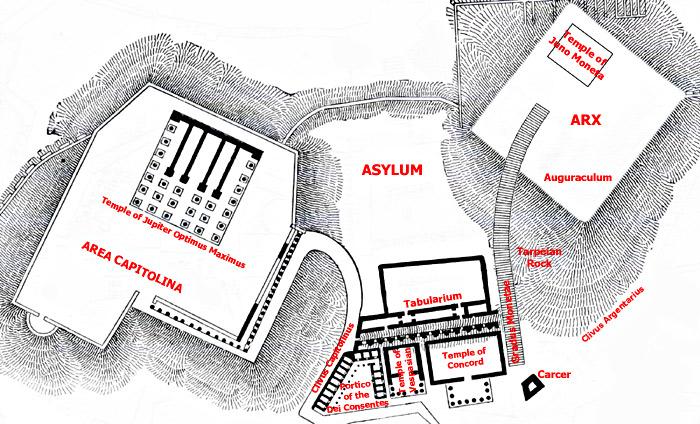 Temple of
Juno Moneta
ARX
ASYLUM
Auguraculum
Temple of Jupiter Optimus Maximus
AREA CAPITOLINA
Tarpeian
Rock
Tabularium
Gradus Monetae
Clivus Argentarius
Clivus Capitolinus
Temple of
Vespasian
Temple of
Concord
Portico
of the
Dei Consentes
Carcer